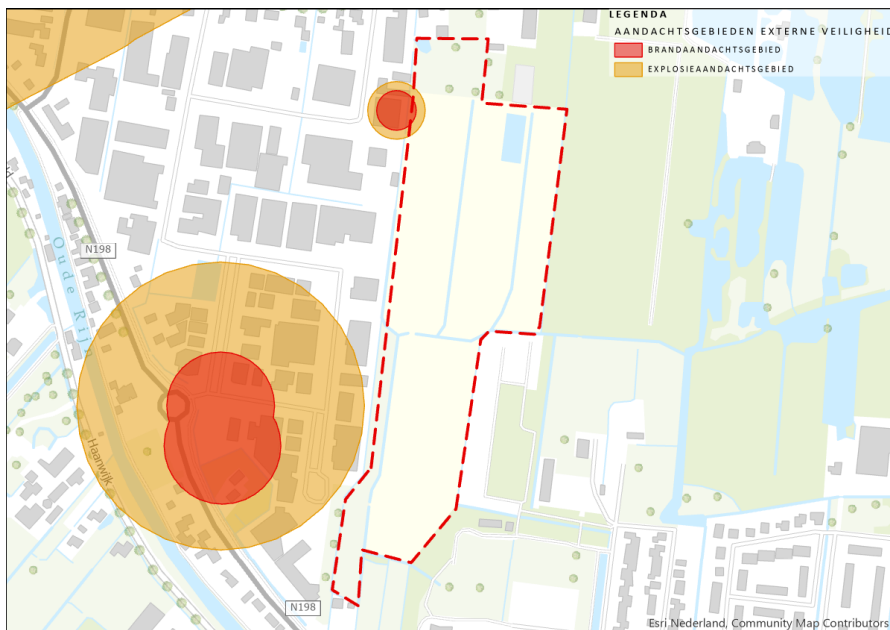 LEGENDA
AANDACHTSGEBIEDEN EXTERNE VEILIGHEID
BRANDAANDACHTSGEBIED
EXPLOSIEAANDACHTSGEBIED
N198
Oude Rijn
Haanwijk
N198
Esri Nederland, Community Map Contributors